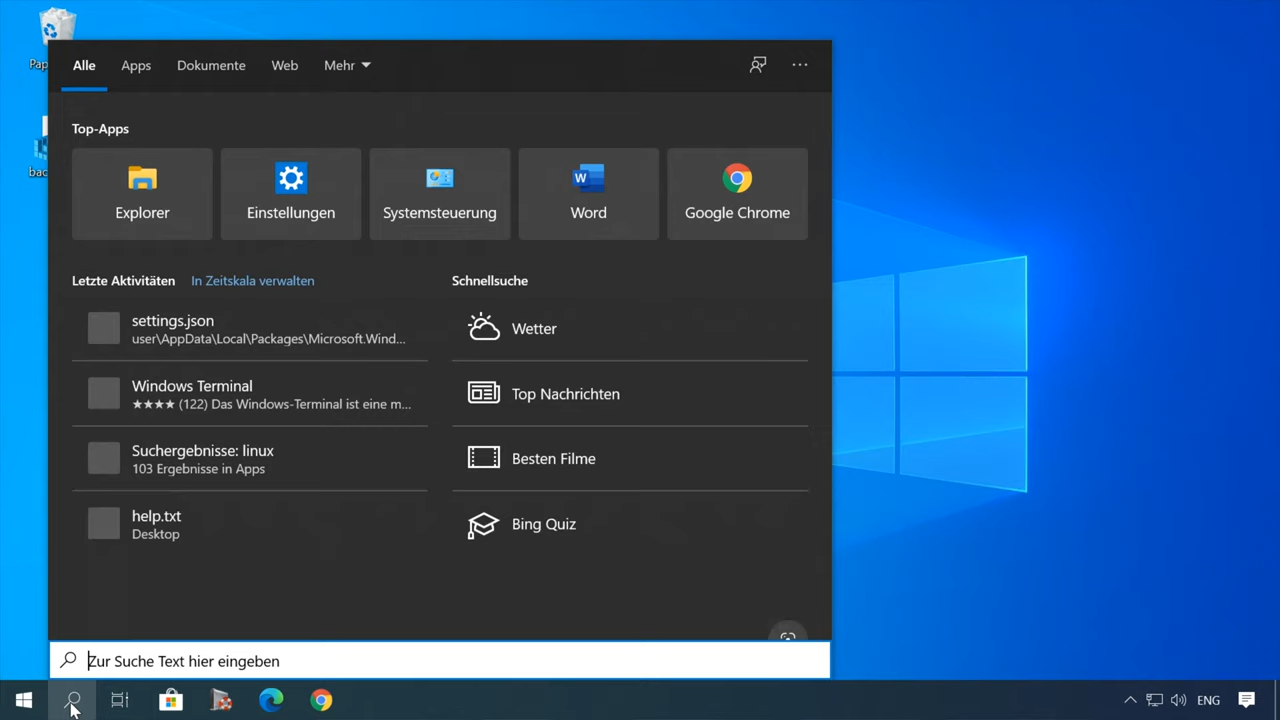 Pap
bac
Alle Apps Dokumente Web Mehr
Top-Apps
Explorer Einstellungen Systemsteuerung Word Google Chrome
Letzte Aktivitäten In Zeitskala verwalten
settings.json
user\AppData\Local\Packages\Microsoft.Wind...
Windows Terminal
★★★★ (122) Das Windows-Terminal ist eine m...
Suchergebnisse: linux
103 Ergebnisse in Apps
help.txt
Desktop
Schnellsuche
Wetter
Top Nachrichten
Besten Filme
Bing Quiz
Zur Suche Text hier eingeben
ENG